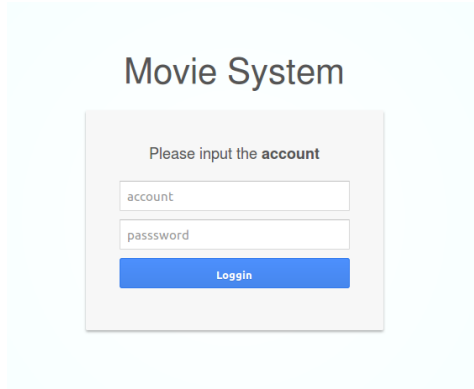 Movie System
Please input the account
account
passsword
Loggin